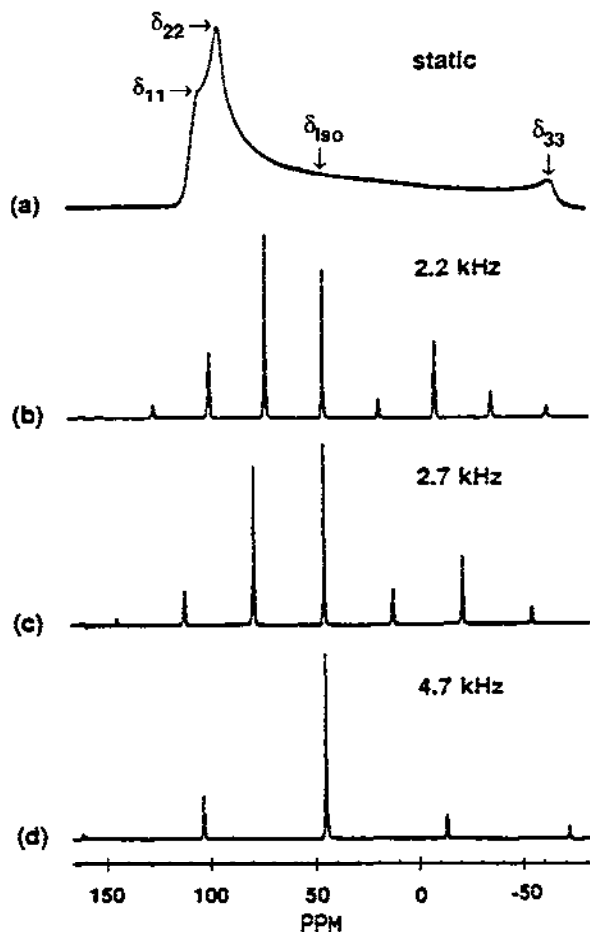 δ22→
static
δ11→
δIso
↓
δ33
↓
(a)
2.2 kHz
(b)
2.7 kHz
(c)
4.7 kHz
(d)
150 100 50 0 -50
PPM